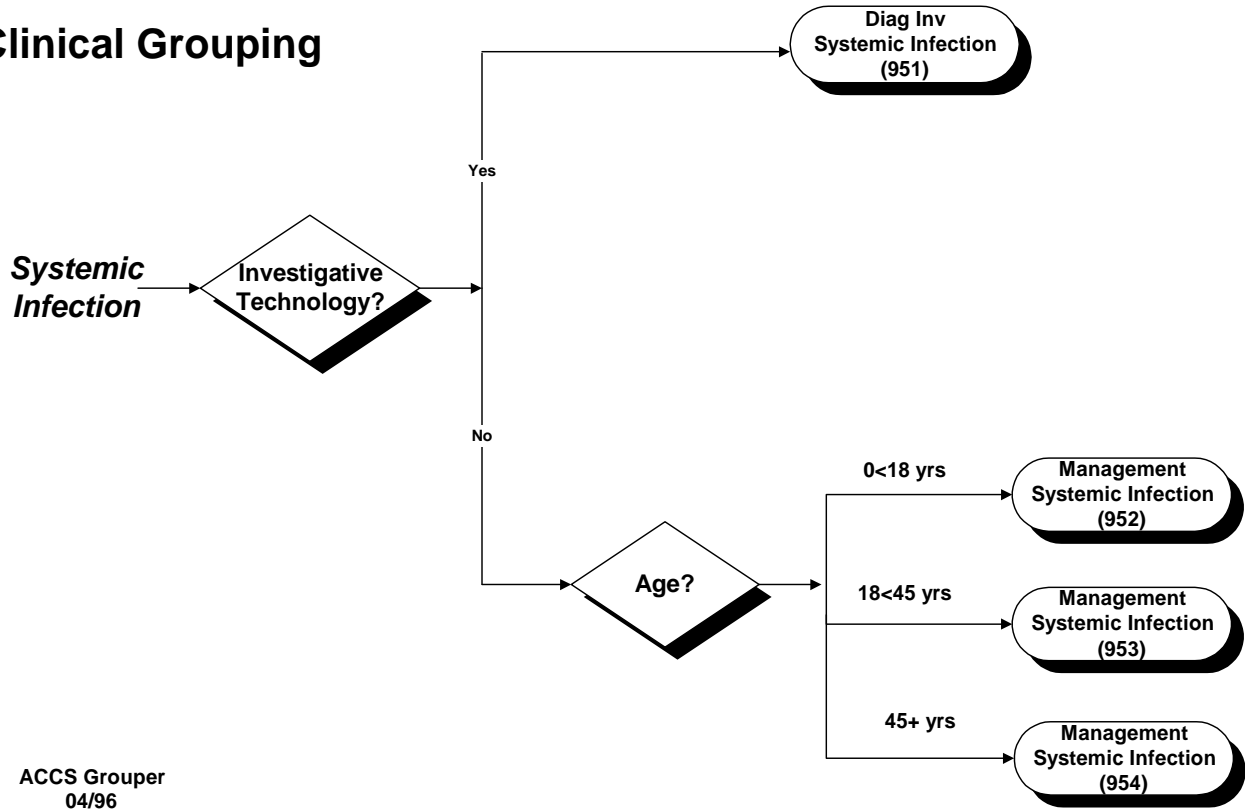 Clinical Grouping
Diag Inv
Systemic Infection
(951)
Yes
Systemic
Infection
Investigative
Technology?
No
Age?
0<18 yrs
Management
Systemic Infection
(952)
18<45 yrs
Management
Systemic Infection
(953)
45+ yrs
Management
Systemic Infection
(954)
ACCS Grouper
04/96